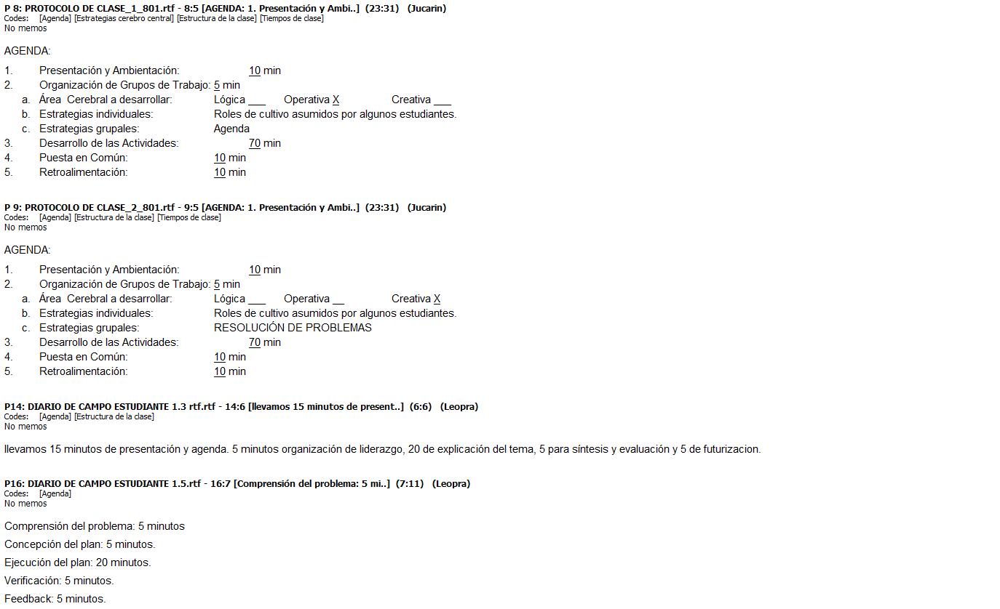 P 8: PROTOCOLO DE CLASE_1_801.rtf - 8:5 [AGENDA: 1. Presentación y Ambi..]  (23:31)   (Jucarin)
Codes:    [Agenda] [Estrategias cerebro central] [Estructura de la clase] [Tiempos de clase]
No memos
AGENDA:
1. Presentación y Ambientación: 10 min
2. Organización de Grupos de Trabajo: 5 min
a. Área  Cerebral a desarrollar: Lógica ___ Operativa X Creativa ___
b. Estrategias individuales: Roles de cultivo asumidos por algunos estudiantes.
c. Estrategias grupales: Agenda
3. Desarrollo de las Actividades: 70 min
4. Puesta en Común: 10 min
5. Retroalimentación: 10 min
P 9: PROTOCOLO DE CLASE_2_801.rtf - 9:5 [AGENDA: 1. Presentación y Ambi..]  (23:31)   (Jucarin)
Codes:    [Agenda] [Estructura de la clase] [Tiempos de clase]
No memos
AGENDA:
1. Presentación y Ambientación: 10 min
2. Organización de Grupos de Trabajo: 5 min
a. Área  Cerebral a desarrollar: Lógica ___ Operativa __ Creativa X
b. Estrategias individuales: Roles de cultivo asumidos por algunos estudiantes.
c. Estrategias grupales: RESOLUCIÓN DE PROBLEMAS
3. Desarrollo de las Actividades: 70 min
4. Puesta en Común: 10 min
5. Retroalimentación: 10 min
P14: DIARIO DE CAMPO ESTUDIANTE 1.3 rtf.rtf - 14:6 [llevamos 15 minutos de present..]  (6:6)   (Leopra)
Codes:    [Agenda] [Estructura de la clase]
No memos
llevamos 15 minutos de presentación y agenda. 5 minutos organización de liderazgo, 20 de explicación del tema, 5 para síntesis y evaluación y 5 de futurizacion.
P16: DIARIO DE CAMPO ESTUDIANTE 1.5.rtf - 16:7 [Comprensión del problema: 5 mi..]  (7:11)   (Leopra)
Codes:    [Agenda]
No memos
Comprensión del problema: 5 minutos
Concepción del plan: 5 minutos.
Ejecución del plan: 20 minutos.
Verificación: 5 minutos.
Feedback: 5 minutos.